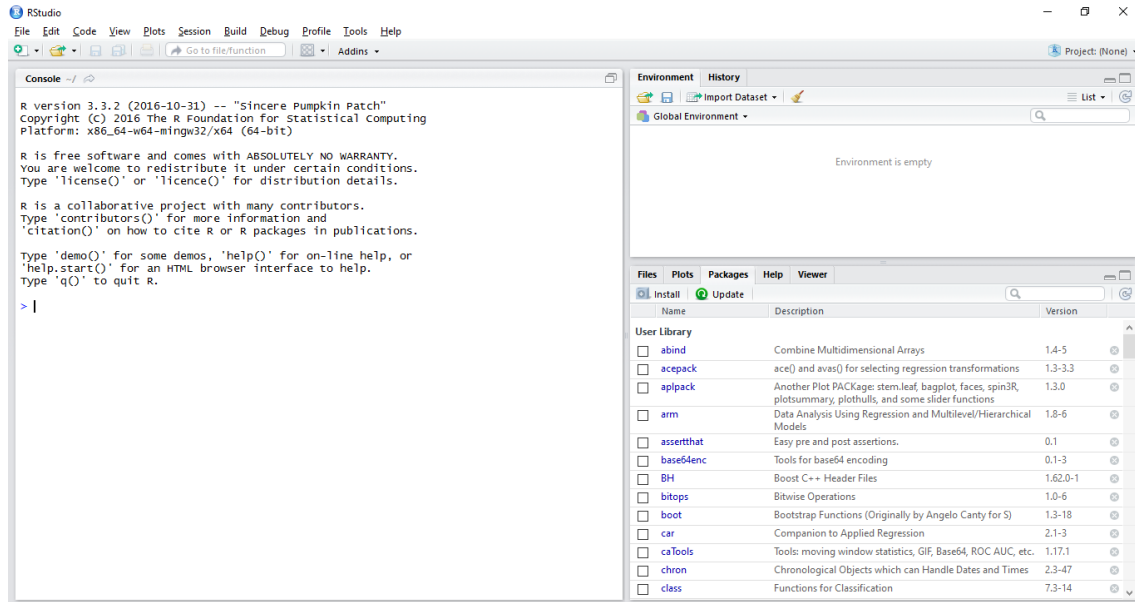 RStudio
File Edit Code View Plots Session Build Debug Profile Tools Help
Go to file/function Addins Project: (None)
Console ~/
R version 3.3.2 (2016-10-31) -- "Sincere Pumpkin Patch"
Copyright (C) 2016 The R Foundation for Statistical Computing
Platform: x86_64-w64-mingw32/x64 (64-bit)
R is free software and comes with ABSOLUTELY NO WARRANTY.
You are welcome to redistribute it under certain conditions.
Type 'license()' or 'licence()' for distribution details.
R is a collaborative project with many contributors.
Type 'contributors()' for more information and
'citation()' on how to cite R or R packages in publications.
Type 'demo()' for some demos, 'help()' for on-line help, or
'help.start()' for an HTML browser interface to help.
Type 'q()' to quit R.
>
Environment History
Import Dataset List
Global Environment
Environment is empty
Files Plots Packages Help Viewer
Install Update
Name Description Version
User Library
abind Combine Multidimensional Arrays 1.4-5
acepack ace() and avas() for selecting regression transformations 1.3-3.3
aplpack Another Plot PACKage: stem.leaf, bagplot, faces, spin3R, 1.3.0
plotsummary, plothulls, and some slider functions
arm Data Analysis Using Regression and Multilevel/Hierarchical 1.8-6
Models
assertthat Easy pre and post assertions. 0.1
base64enc Tools for base64 encoding 0.1-3
BH Boost C++ Header Files 1.62.0-1
bitops Bitwise Operations 1.0-6
boot Bootstrap Functions (Originally by Angelo Canty for S) 1.3-18
car Companion to Applied Regression 2.1-3
caTools Tools: moving window statistics, GIF, Base64, ROC AUC, etc. 1.17.1
chron Chronological Objects which can Handle Dates and Times 2.3-47
class Functions for Classification 7.3-14